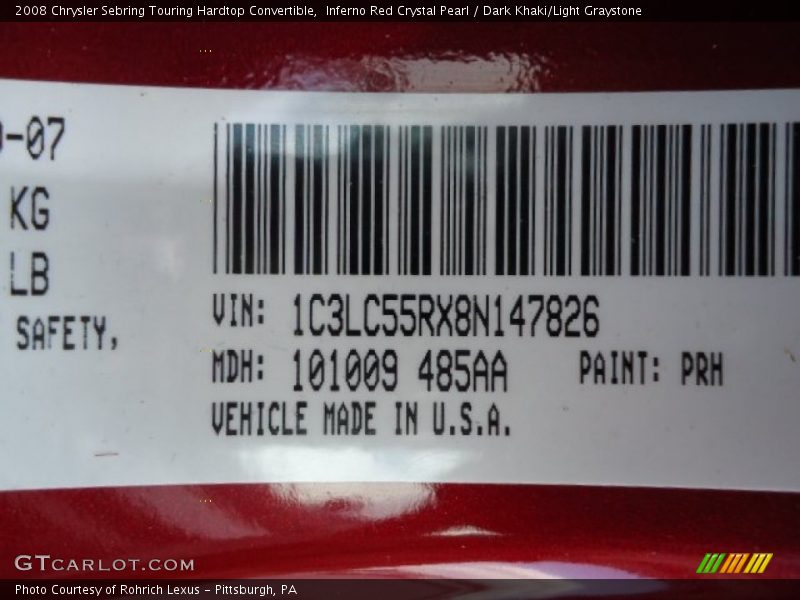 2008 Chrysler Sebring Touring Hardtop Convertible,  Inferno Red Crystal Pearl / Dark Khaki/Light Graystone
-07
KG
LB
SAFETY,
VIN: 1C3LC55RX8N147826
MDH: 101009 485AA PAINT: PRH
VEHICLE MADE IN U.S.A.
GTCARLOT.COM
Photo Courtesy of Rohrich Lexus - Pittsburgh, PA